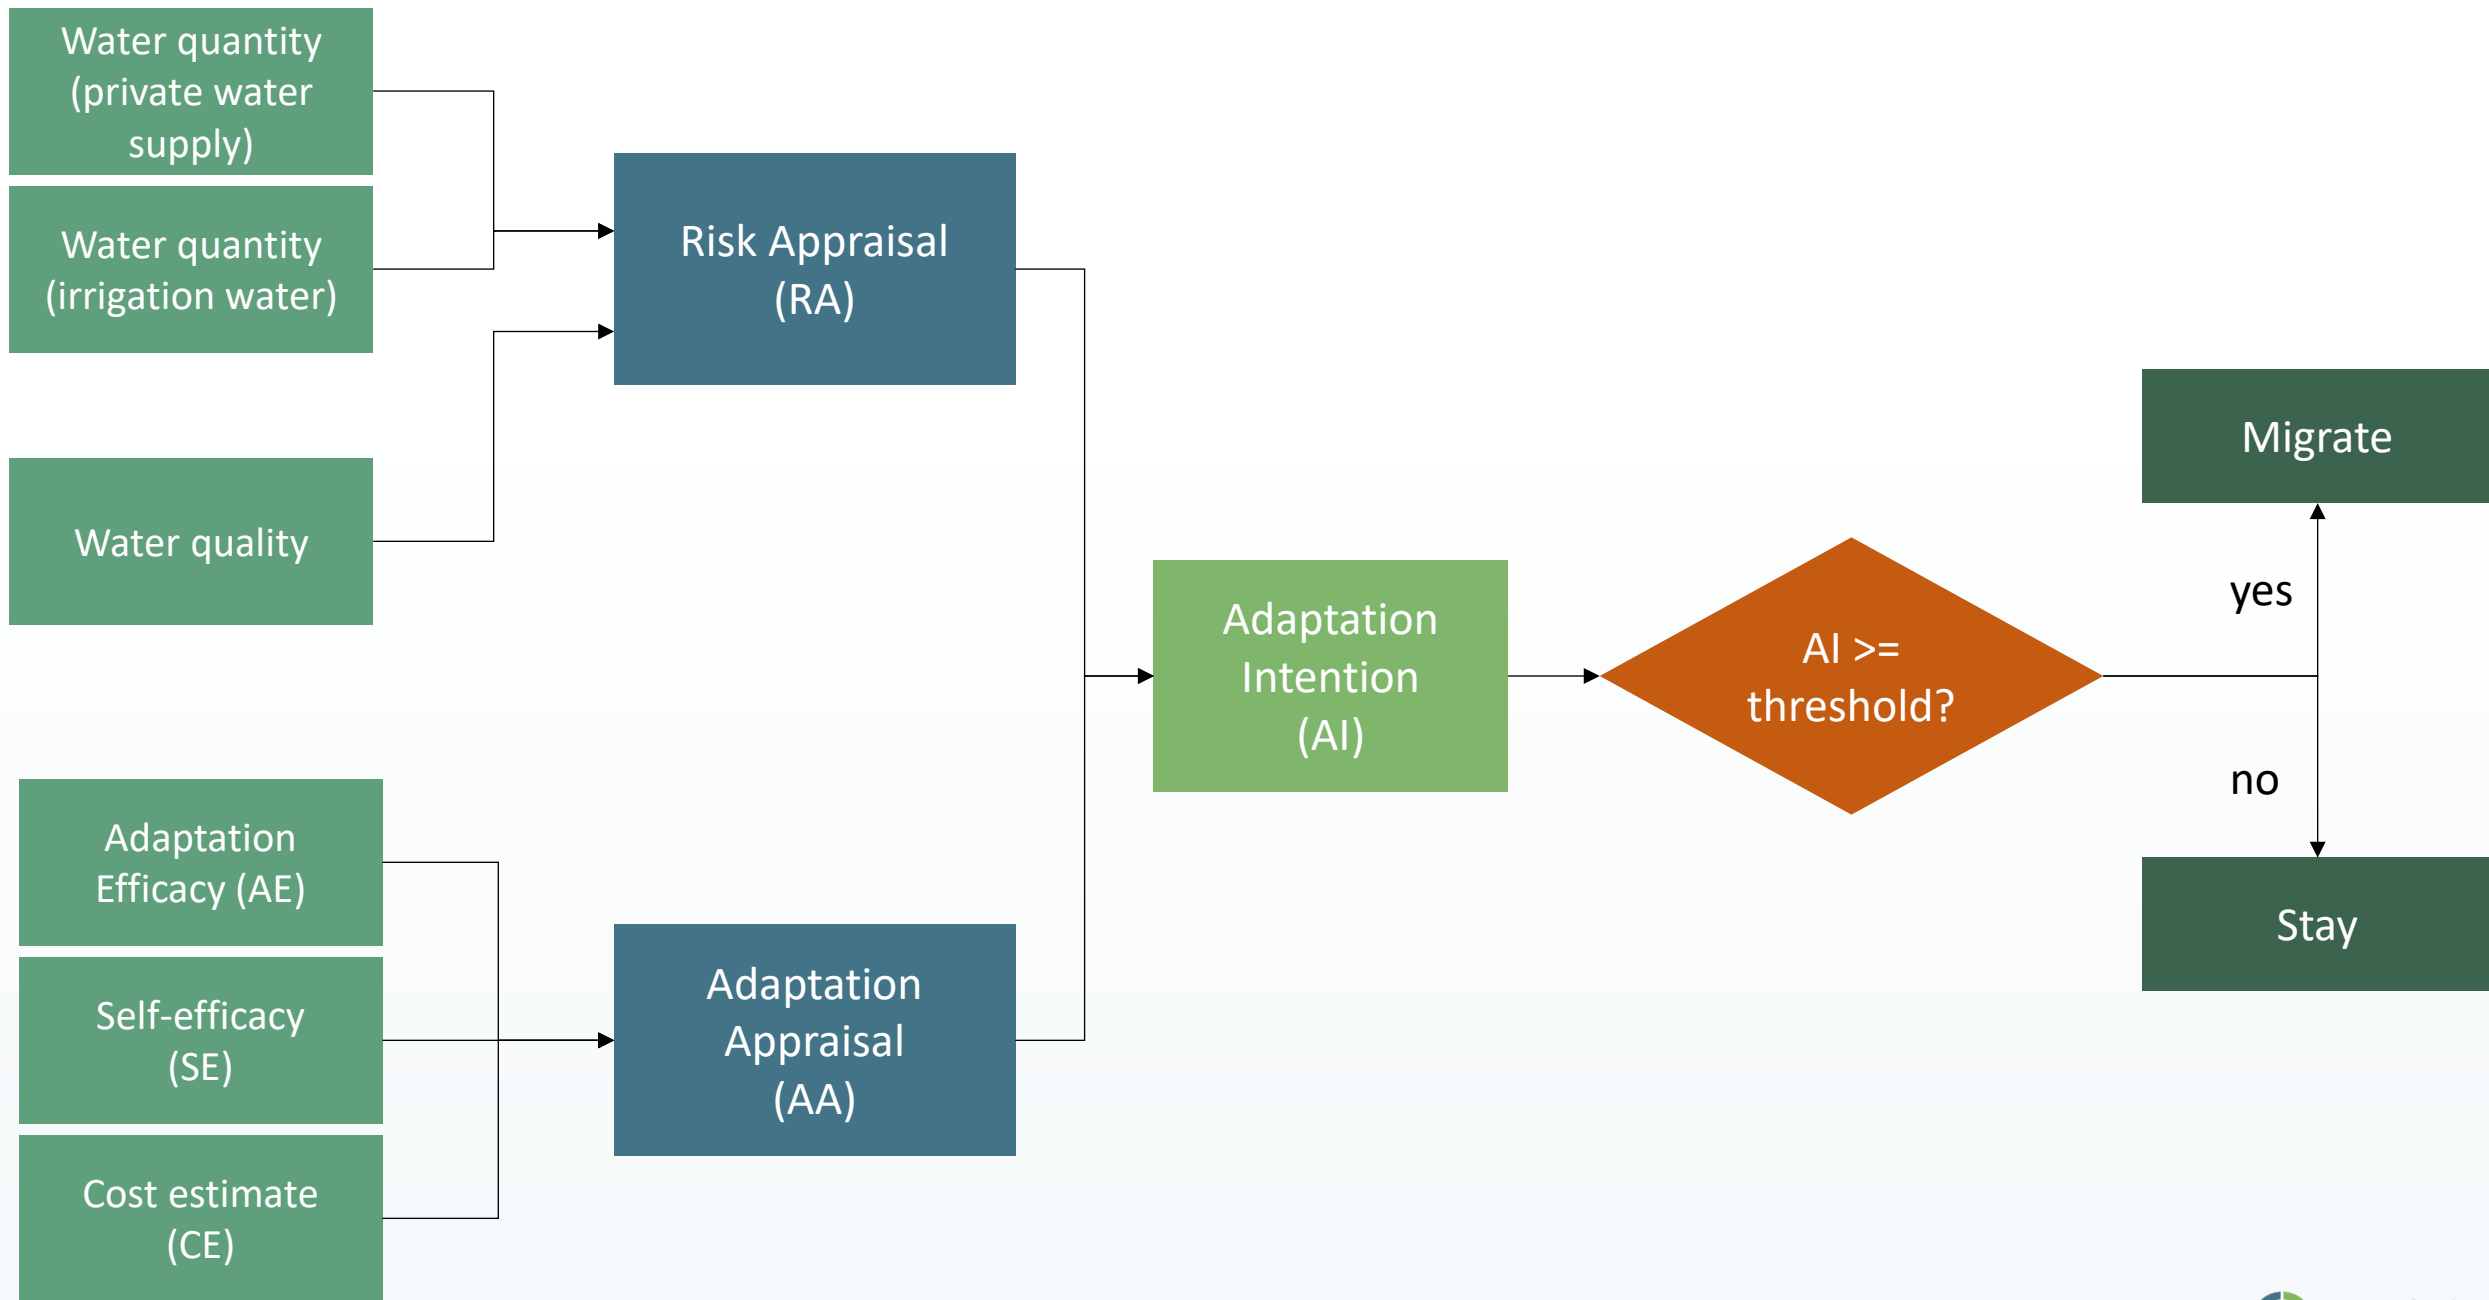 Water quantity
(private water
supply)
Water quantity
(irrigation water)
Water quality
Risk Appraisal
(RA)
Adaptation
Efficacy (AE)
Self-efficacy
(SE)
Cost estimate
(CE)
Adaptation
Appraisal
(AA)
Adaptation
Intention
(AI)
AI >=
threshold?
yes
no
Migrate
Stay